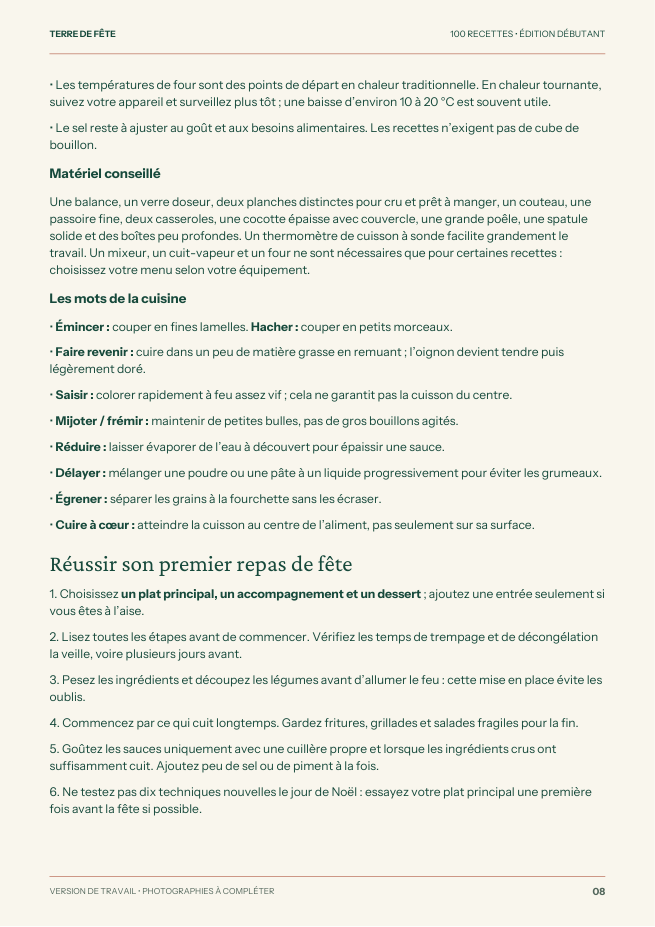 TERRE DE FÊTE
100 RECETTES • ÉDITION DÉBUTANT
• Les températures de four sont des points de départ en chaleur traditionnelle. En chaleur tournante,
suivez votre appareil et surveillez plus tôt ; une baisse d’environ 10 à 20 °C est souvent utile.
• Le sel reste à ajuster au goût et aux besoins alimentaires. Les recettes n’exigent pas de cube de
bouillon.
Matériel conseillé
Une balance, un verre doseur, deux planches distinctes pour cru et prêt à manger, un couteau, une
passoire fine, deux casseroles, une cocotte épaisse avec couvercle, une grande poêle, une spatule
solide et des boîtes peu profondes. Un thermomètre de cuisson à sonde facilite grandement le
travail. Un mixeur, un cuit-vapeur et un four ne sont nécessaires que pour certaines recettes :
choisissez votre menu selon votre équipement.
Les mots de la cuisine
• Émincer : couper en fines lamelles. Hacher : couper en petits morceaux.
• Faire revenir : cuire dans un peu de matière grasse en remuant ; l’oignon devient tendre puis
légèrement doré.
• Saisir : colorer rapidement à feu assez vif ; cela ne garantit pas la cuisson du centre.
• Mijoter / frémir : maintenir de petites bulles, pas de gros bouillons agités.
• Réduire : laisser évaporer de l’eau à découvert pour épaissir une sauce.
• Délayer : mélanger une poudre ou une pâte à un liquide progressivement pour éviter les grumeaux.
• Égrener : séparer les grains à la fourchette sans les écraser.
• Cuire à cœur : atteindre la cuisson au centre de l’aliment, pas seulement sur sa surface.
Réussir son premier repas de fête
1. Choisissez un plat principal, un accompagnement et un dessert ; ajoutez une entrée seulement si
vous êtes à l’aise.
2. Lisez toutes les étapes avant de commencer. Vérifiez les temps de trempage et de décongélation
la veille, voire plusieurs jours avant.
3. Pesez les ingrédients et découpez les légumes avant d’allumer le feu : cette mise en place évite les
oublis.
4. Commencez par ce qui cuit longtemps. Gardez fritures, grillades et salades fragiles pour la fin.
5. Goûtez les sauces uniquement avec une cuillère propre et lorsque les ingrédients crus ont
suffisamment cuit. Ajoutez peu de sel ou de piment à la fois.
6. Ne testez pas dix techniques nouvelles le jour de Noël : essayez votre plat principal une première
fois avant la fête si possible.
VERSION DE TRAVAIL • PHOTOGRAPHIES À COMPLÉTER
08